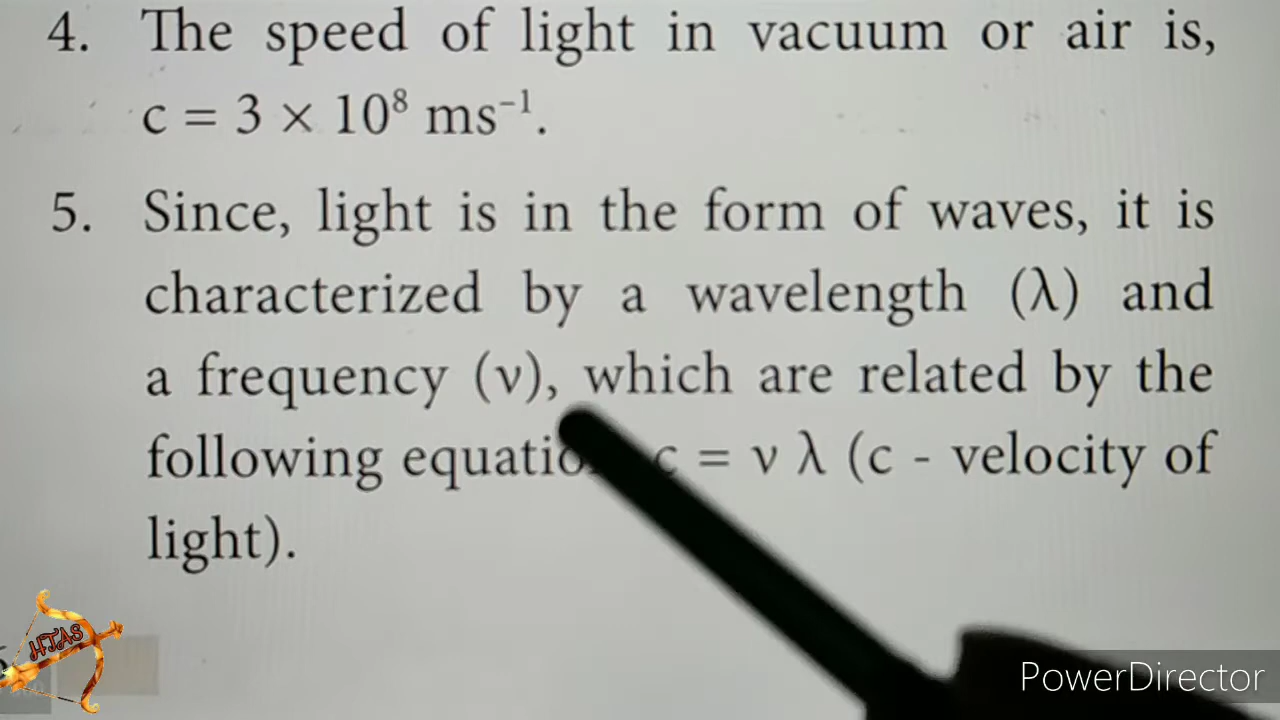 4. The speed of light in vacuum or air is,
c = 3 × 10⁸ ms⁻¹.
5. Since, light is in the form of waves, it is
characterized by a wavelength (λ) and
a frequency (ν), which are related by the
following equation c = ν λ (c - velocity of
light).
HTAS
PowerDirector